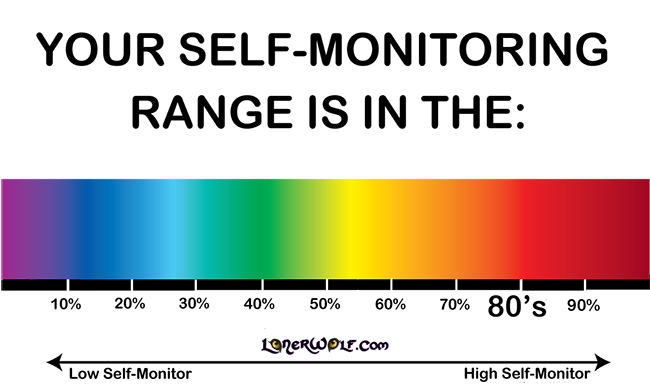 YOUR SELF-MONITORING
RANGE IS IN THE:
10% 20% 30% 40% 50% 60% 70% 80's 90%
LONERWOLF.COM
Low Self-Monitor High Self-Monitor